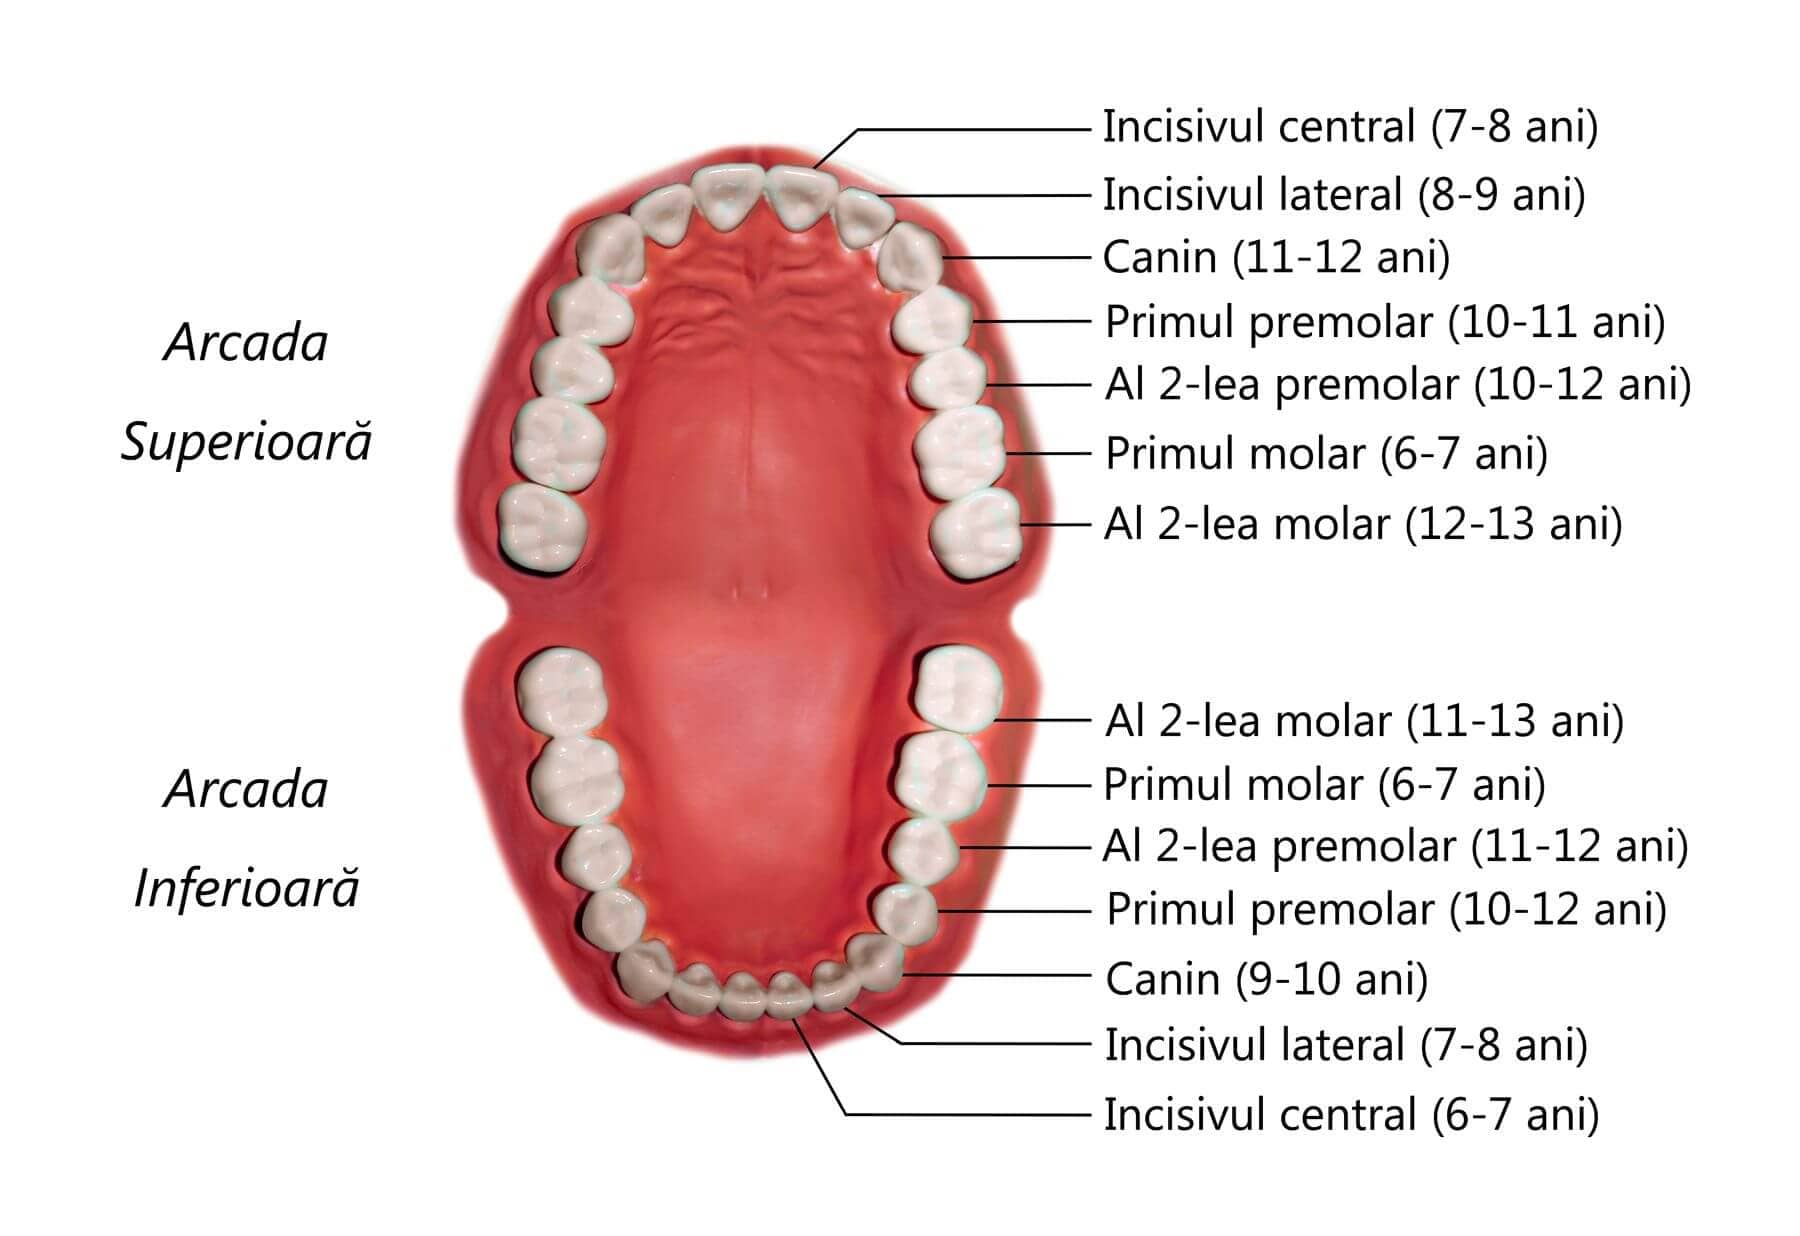 Incisivul central (7-8 ani)
Incisivul lateral (8-9 ani)
Canin (11-12 ani)
Primul premolar (10-11 ani)
Al 2-lea premolar (10-12 ani)
Primul molar (6-7 ani)
Al 2-lea molar (12-13 ani)
Arcada
Superioară
Al 2-lea molar (11-13 ani)
Primul molar (6-7 ani)
Al 2-lea premolar (11-12 ani)
Primul premolar (10-12 ani)
Canin (9-10 ani)
Incisivul lateral (7-8 ani)
Incisivul central (6-7 ani)
Arcada
Inferioară